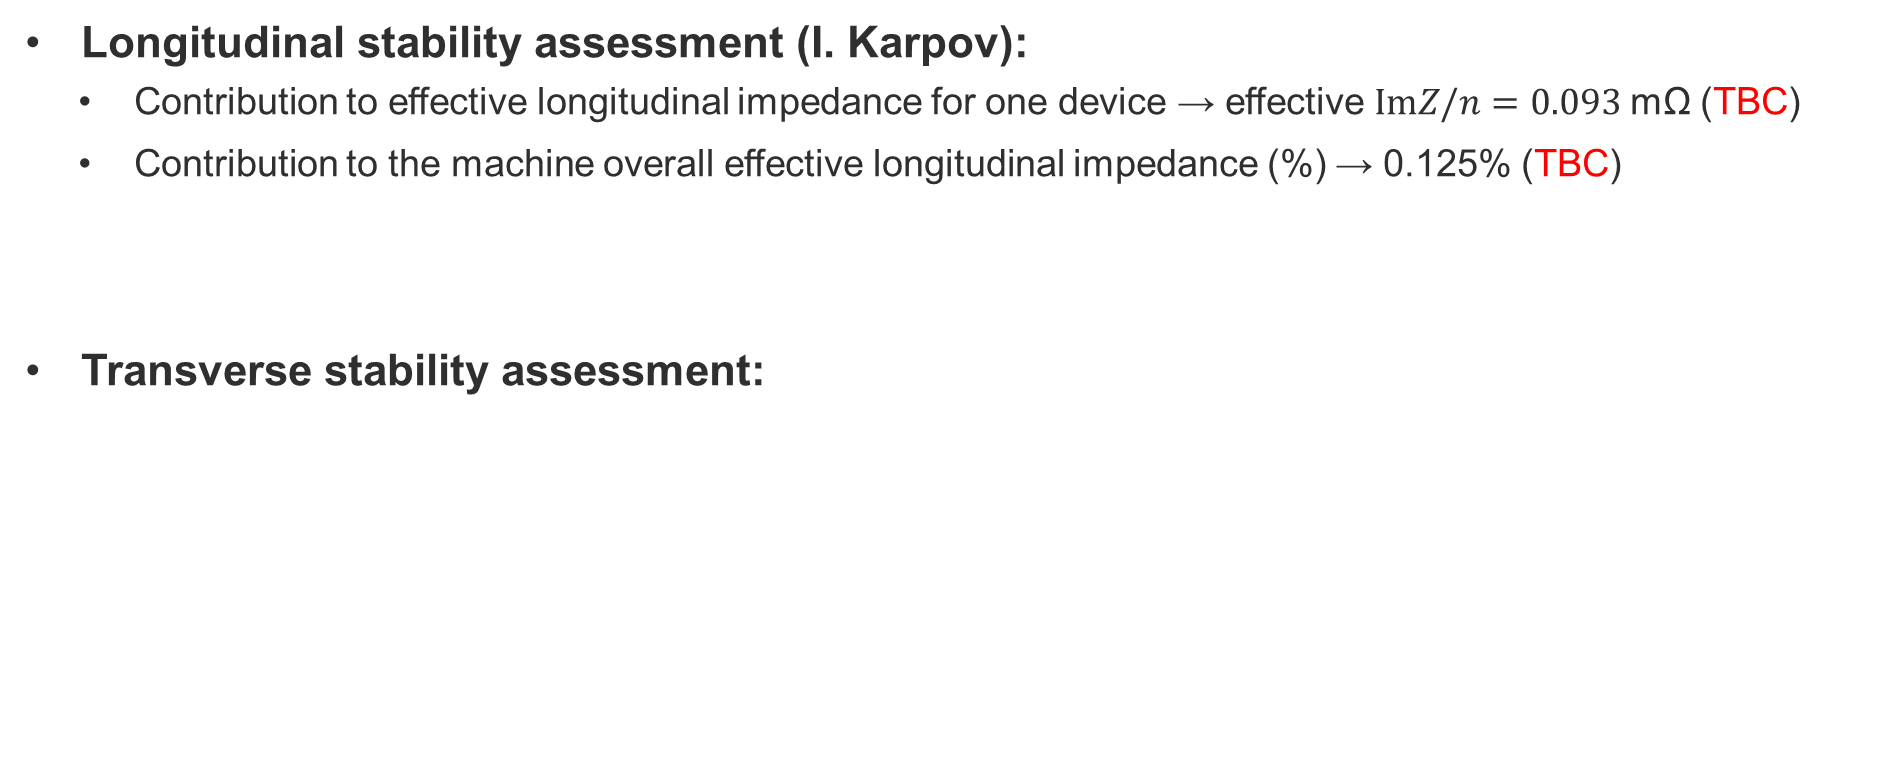 • Longitudinal stability assessment (I. Karpov):
• Contribution to effective longitudinal impedance for one device → effective ImZ/n = 0.093 mΩ (TBC)
• Contribution to the machine overall effective longitudinal impedance (%) → 0.125% (TBC)
• Transverse stability assessment: